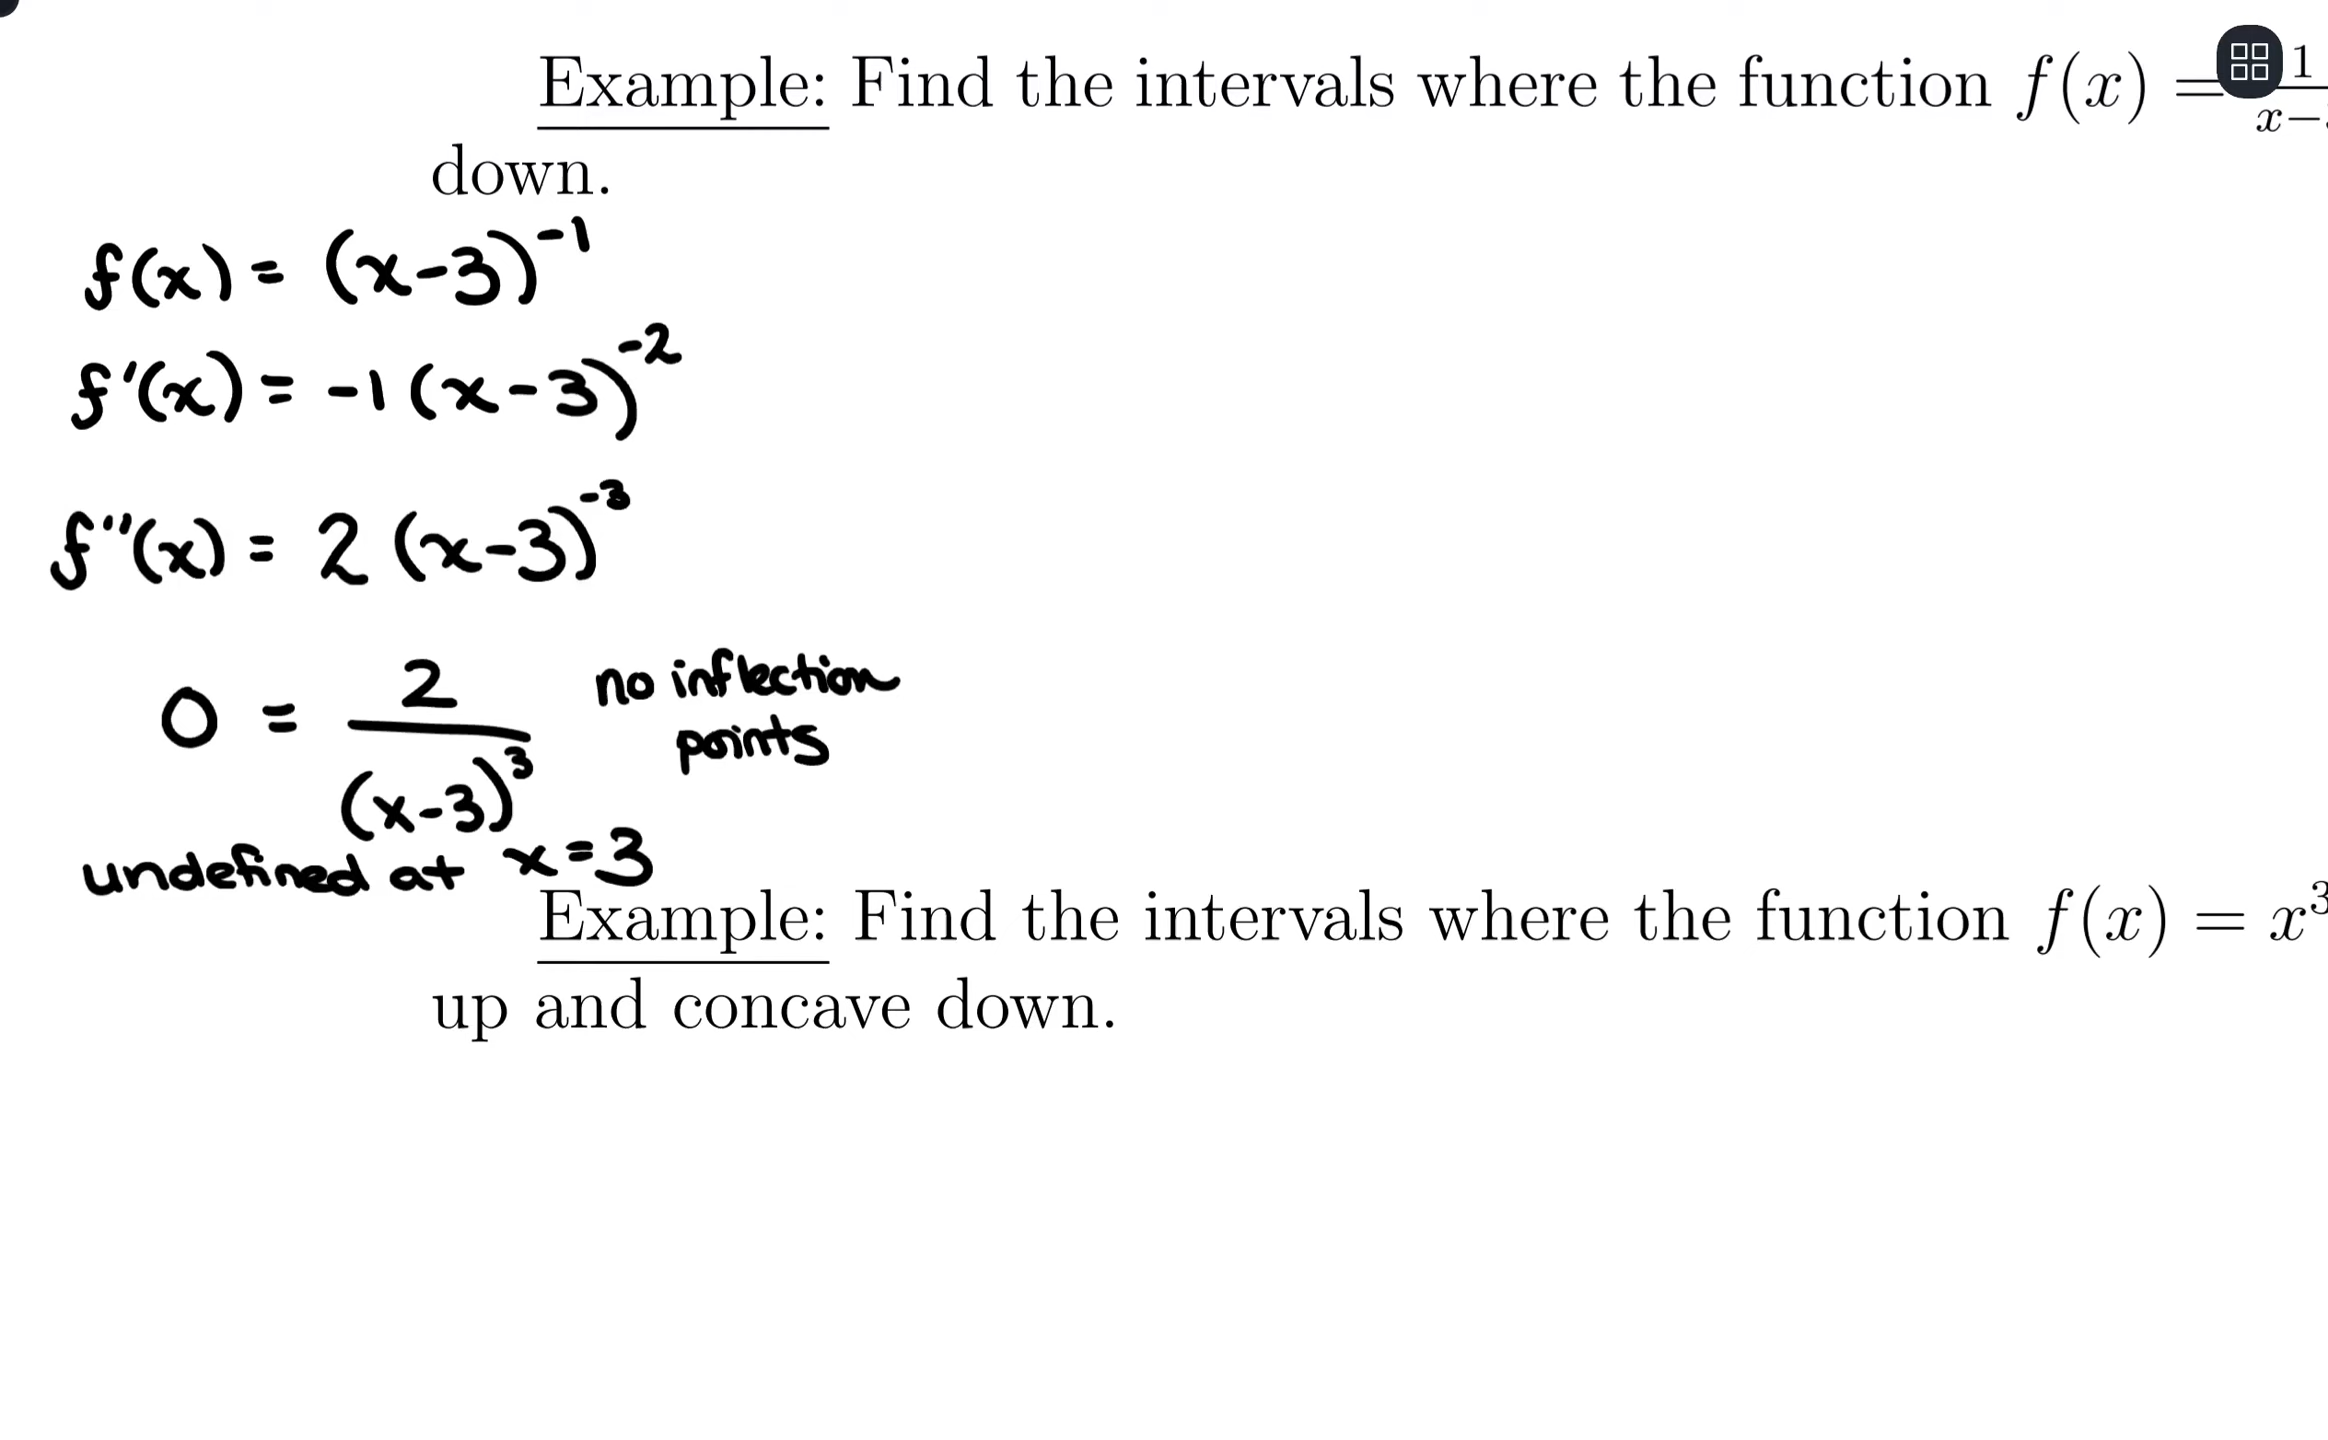 Example: Find the intervals where the function f(x) = 1/x−
down.
f(x) = (x-3)^-1
f'(x) = -1(x-3)^-2
f''(x) = 2(x-3)^-3
0 = 2/(x-3)^3
no inflection
points
undefined at x=3
Example: Find the intervals where the function f(x) = x^3
up and concave down.